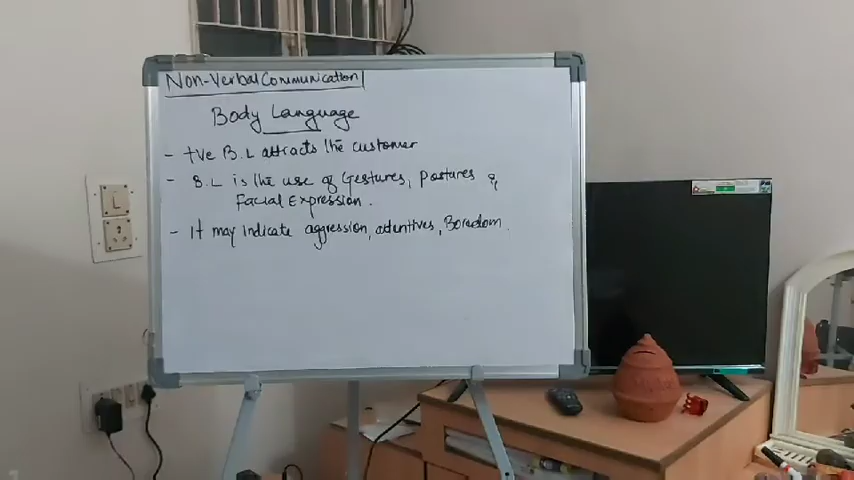 Non-Verbal Communication
Body Language
- +ve B.L attracts the customer
- B.L is the use of Gestures, Postures &
Facial Expression.
- It may indicate aggression, Boredom.